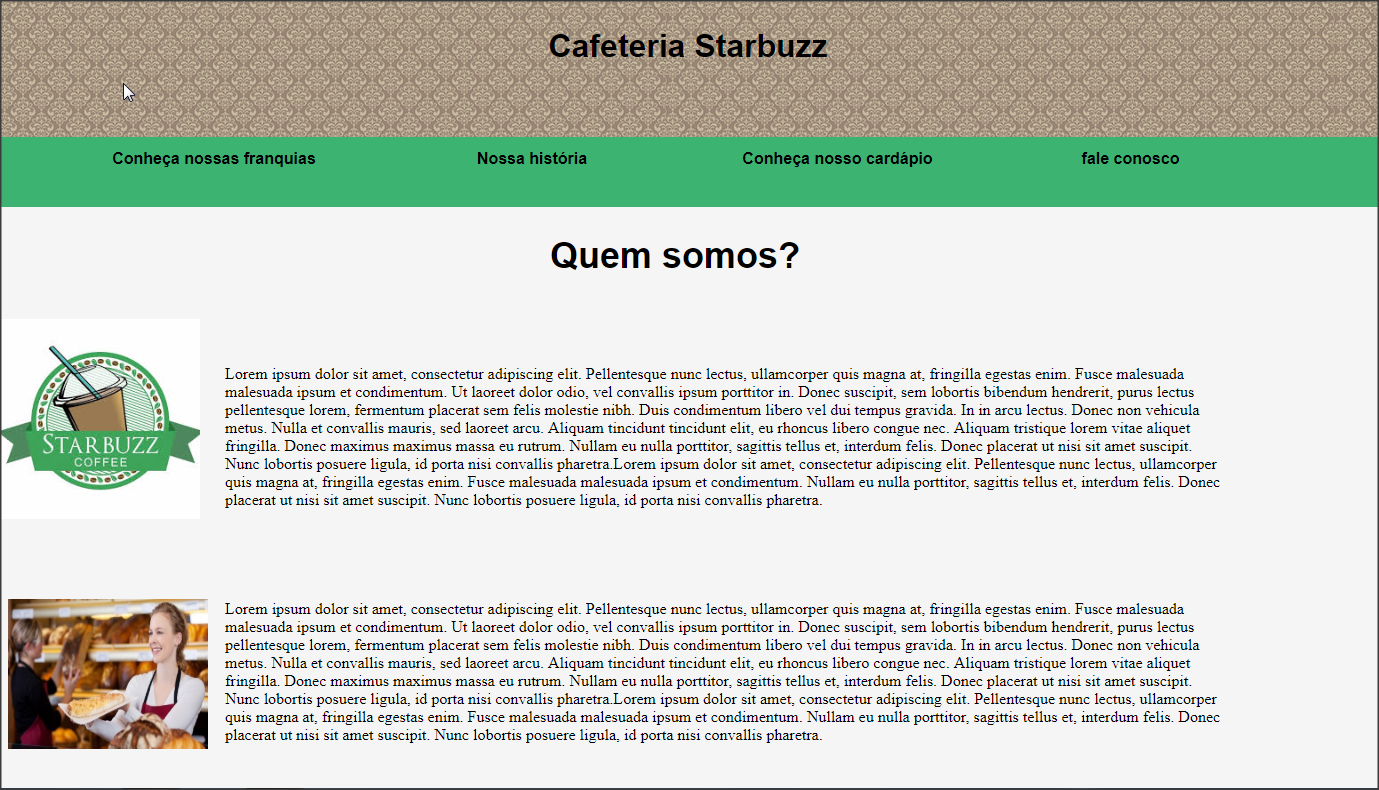 Cafeteria Starbuzz
Conheça nossas franquias Nossa história Conheça nosso cardápio fale conosco
Quem somos?
STARBUZZ
COFFEE
Lorem ipsum dolor sit amet, consectetur adipiscing elit. Pellentesque nunc lectus, ullamcorper quis magna at, fringilla egestas enim. Fusce malesuada
malesuada ipsum et condimentum. Ut laoreet dolor odio, vel convallis ipsum porttitor in. Donec suscipit, sem lobortis bibendum hendrerit, purus lectus
pellentesque lorem, fermentum placerat sem felis molestie nibh. Duis condimentum libero vel dui tempus gravida. In in arcu lectus. Donec non vehicula
metus. Nulla et convallis mauris, sed laoreet arcu. Aliquam tincidunt tincidunt elit, eu rhoncus libero congue nec. Aliquam tristique lorem vitae aliquet
fringilla. Donec maximus maximus massa eu rutrum. Nullam eu nulla porttitor, sagittis tellus et, interdum felis. Donec placerat ut nisi sit amet suscipit.
Nunc lobortis posuere ligula, id porta nisi convallis pharetra.Lorem ipsum dolor sit amet, consectetur adipiscing elit. Pellentesque nunc lectus, ullamcorper
quis magna at, fringilla egestas enim. Fusce malesuada malesuada ipsum et condimentum. Nullam eu nulla porttitor, sagittis tellus et, interdum felis. Donec
placerat ut nisi sit amet suscipit. Nunc lobortis posuere ligula, id porta nisi convallis pharetra.
Lorem ipsum dolor sit amet, consectetur adipiscing elit. Pellentesque nunc lectus, ullamcorper quis magna at, fringilla egestas enim. Fusce malesuada
malesuada ipsum et condimentum. Ut laoreet dolor odio, vel convallis ipsum porttitor in. Donec suscipit, sem lobortis bibendum hendrerit, purus lectus
pellentesque lorem, fermentum placerat sem felis molestie nibh. Duis condimentum libero vel dui tempus gravida. In in arcu lectus. Donec non vehicula
metus. Nulla et convallis mauris, sed laoreet arcu. Aliquam tincidunt tincidunt elit, eu rhoncus libero congue nec. Aliquam tristique lorem vitae aliquet
fringilla. Donec maximus maximus massa eu rutrum. Nullam eu nulla porttitor, sagittis tellus et, interdum felis. Donec placerat ut nisi sit amet suscipit.
Nunc lobortis posuere ligula, id porta nisi convallis pharetra.Lorem ipsum dolor sit amet, consectetur adipiscing elit. Pellentesque nunc lectus, ullamcorper
quis magna at, fringilla egestas enim. Fusce malesuada malesuada ipsum et condimentum. Nullam eu nulla porttitor, sagittis tellus et, interdum felis. Donec
placerat ut nisi sit amet suscipit. Nunc lobortis posuere ligula, id porta nisi convallis pharetra.